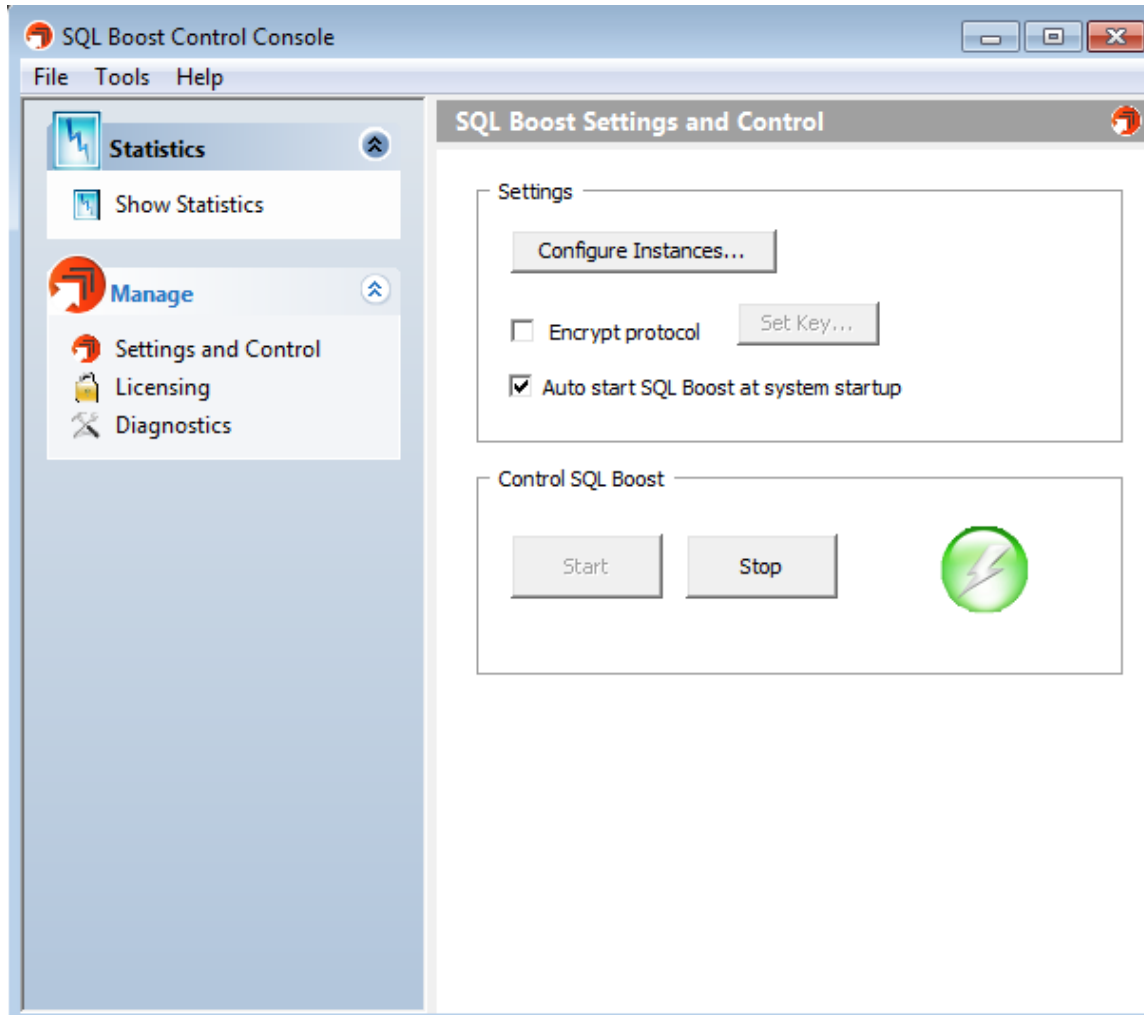 SQL Boost Control Console
File Tools Help
Statistics
Show Statistics
Manage
Settings and Control
Licensing
Diagnostics
SQL Boost Settings and Control
Settings
Configure Instances...
Encrypt protocol Set Key...
Auto start SQL Boost at system startup
Control SQL Boost
Start Stop